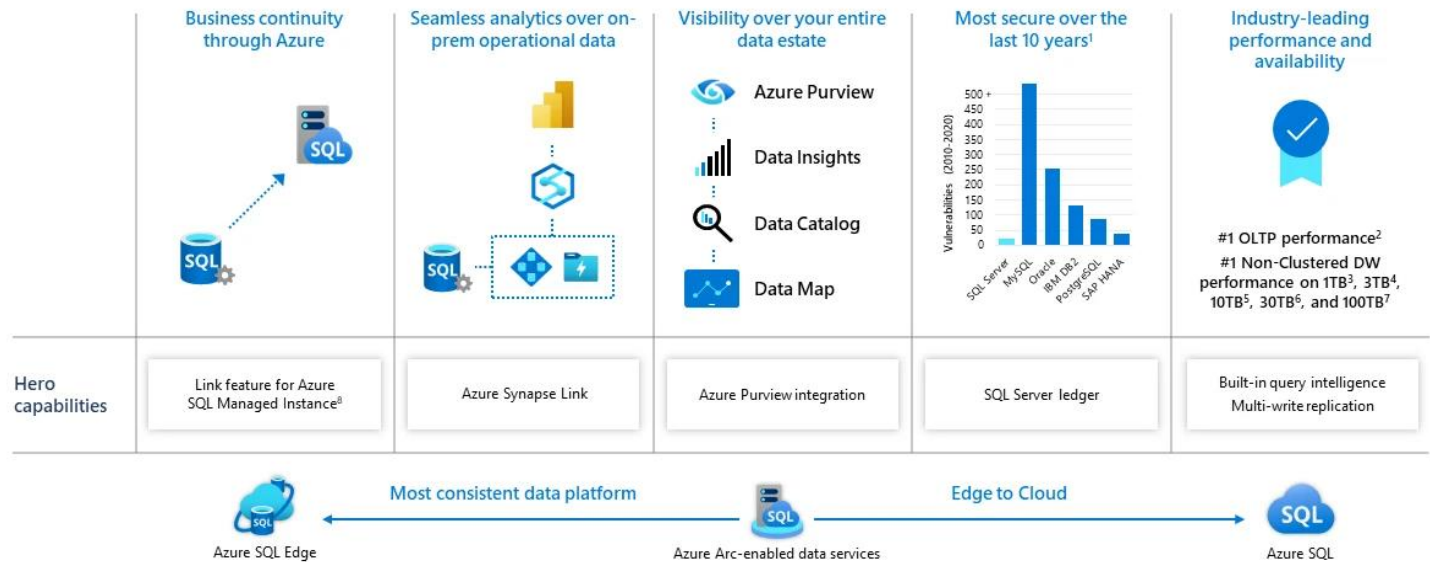 Business continuity
through Azure
SQL
SQL
Seamless analytics over on-
prem operational data
SQL
Visibility over your entire
data estate
Azure Purview
Data Insights
Data Catalog
Data Map
Most secure over the
last 10 years¹
Vulnerabilities (2010-2020)
500 +
450
400
350
300
250
200
150
100
50
0
SQL Server
MySQL
Oracle
IBM DB2
PostgreSQL
SAP HANA
Industry-leading
performance and
availability
#1 OLTP performance²
#1 Non-Clustered DW
performance on 1TB³, 3TB⁴,
10TB⁵, 30TB⁶, and 100TB⁷
Hero
capabilities
Link feature for Azure
SQL Managed Instance⁸
Azure Synapse Link
Azure Purview integration
SQL Server ledger
Built-in query intelligence
Multi-write replication
SQL
Azure SQL Edge
Most consistent data platform
SQL
Azure Arc-enabled data services
Edge to Cloud
SQL
Azure SQL